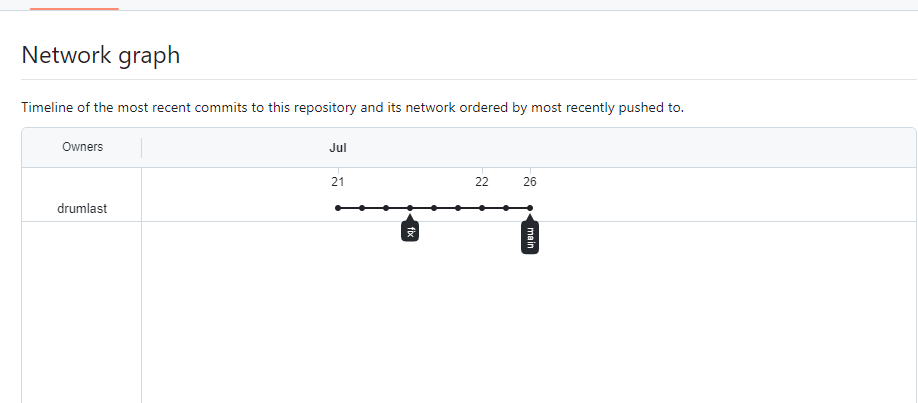 Network graph
Timeline of the most recent commits to this repository and its network ordered by most recently pushed to.
Owners
Jul
21 22 26
drumlast
fix
main